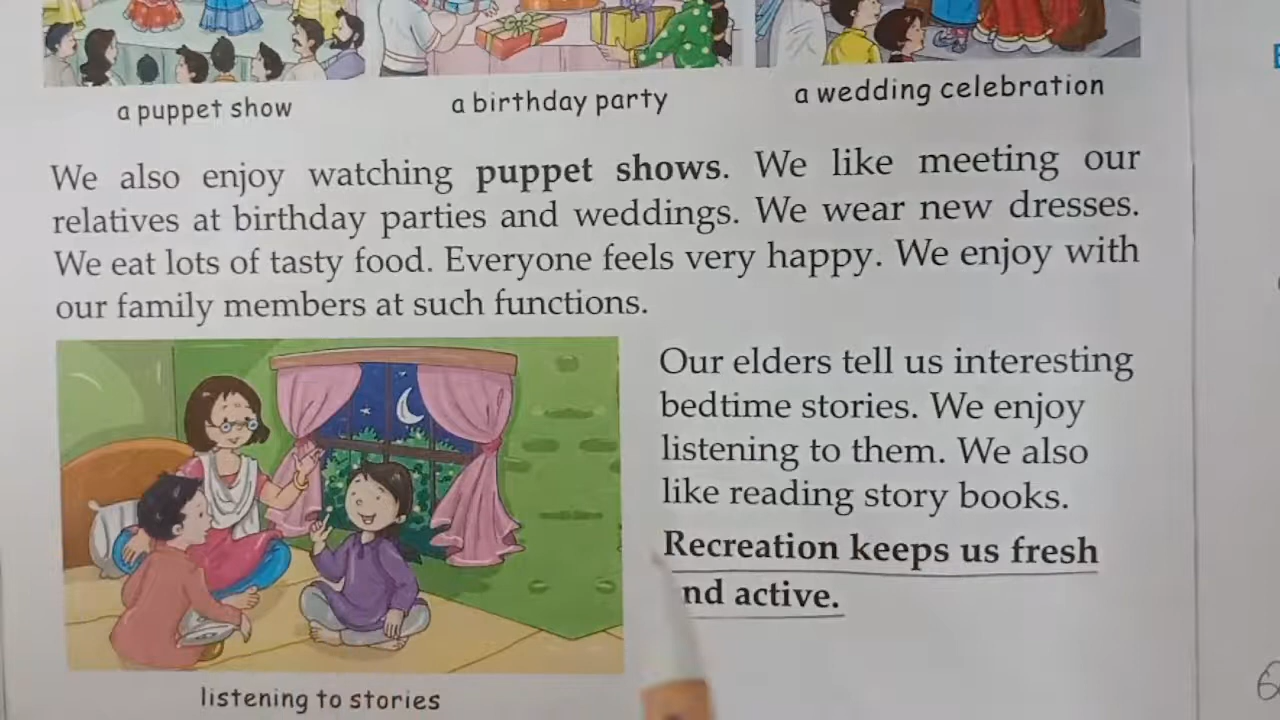 a puppet show
a birthday party
a wedding celebration
We also enjoy watching puppet shows. We like meeting our
relatives at birthday parties and weddings. We wear new dresses.
We eat lots of tasty food. Everyone feels very happy. We enjoy with
our family members at such functions.
Our elders tell us interesting
bedtime stories. We enjoy
listening to them. We also
like reading story books.
Recreation keeps us fresh
nd active.
listening to stories